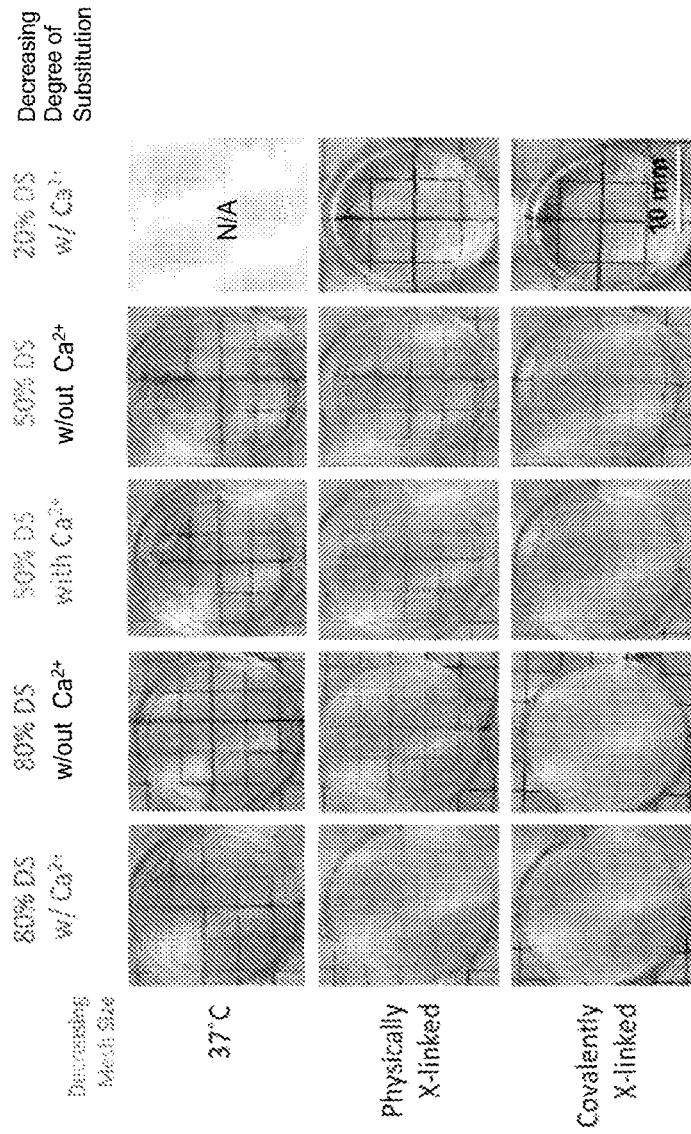 Decreasing
Degree of
Substitution
80% DS
w/ Ca²⁺
80% DS
w/out Ca²⁺
50% DS
with Ca²⁺
50% DS
w/out Ca²⁺
20% DS
w/ Ca²⁺
Decreasing
Mesh Size
37°C
N/A
Physically
X-linked
Covalently
X-linked
10 mm